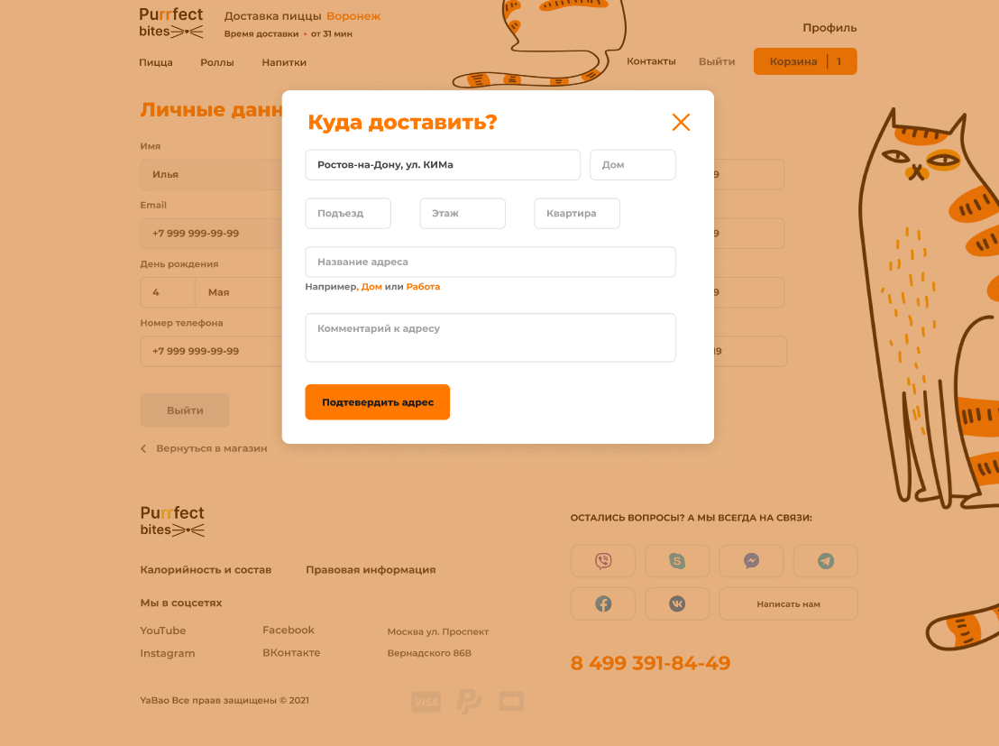 Purrfect
bites
Доставка пиццы Воронеж
Время доставки • от 31 мин
Профиль
Пицца Роллы Напитки
Контакты Выйти Корзина | 1
Личные данн
Куда доставить?
Имя
Илья
Ростов-на-Дону, ул. КИМа Дом
9
Email
Подъезд Этаж Квартира
+7 999 999-99-99
9
День рождения
Название адреса
Например, Дом или Работа
4 Мая
9
Номер телефона
Комментарий к адресу
+7 999 999-99-99
19
Подтевердить адрес
Выйти
Вернуться в магазин
Purrfect
bites
ОСТАЛИСЬ ВОПРОСЫ? А МЫ ВСЕГДА НА СВЯЗИ:
Калорийность и состав Правовая информация
Мы в соцсетях
Написать нам
YouTube Facebook Москва ул. Проспект
Instagram ВКонтакте Вернадского 86В
8 499 391-84-49
YaBao Все прав защищены © 2021
VISA